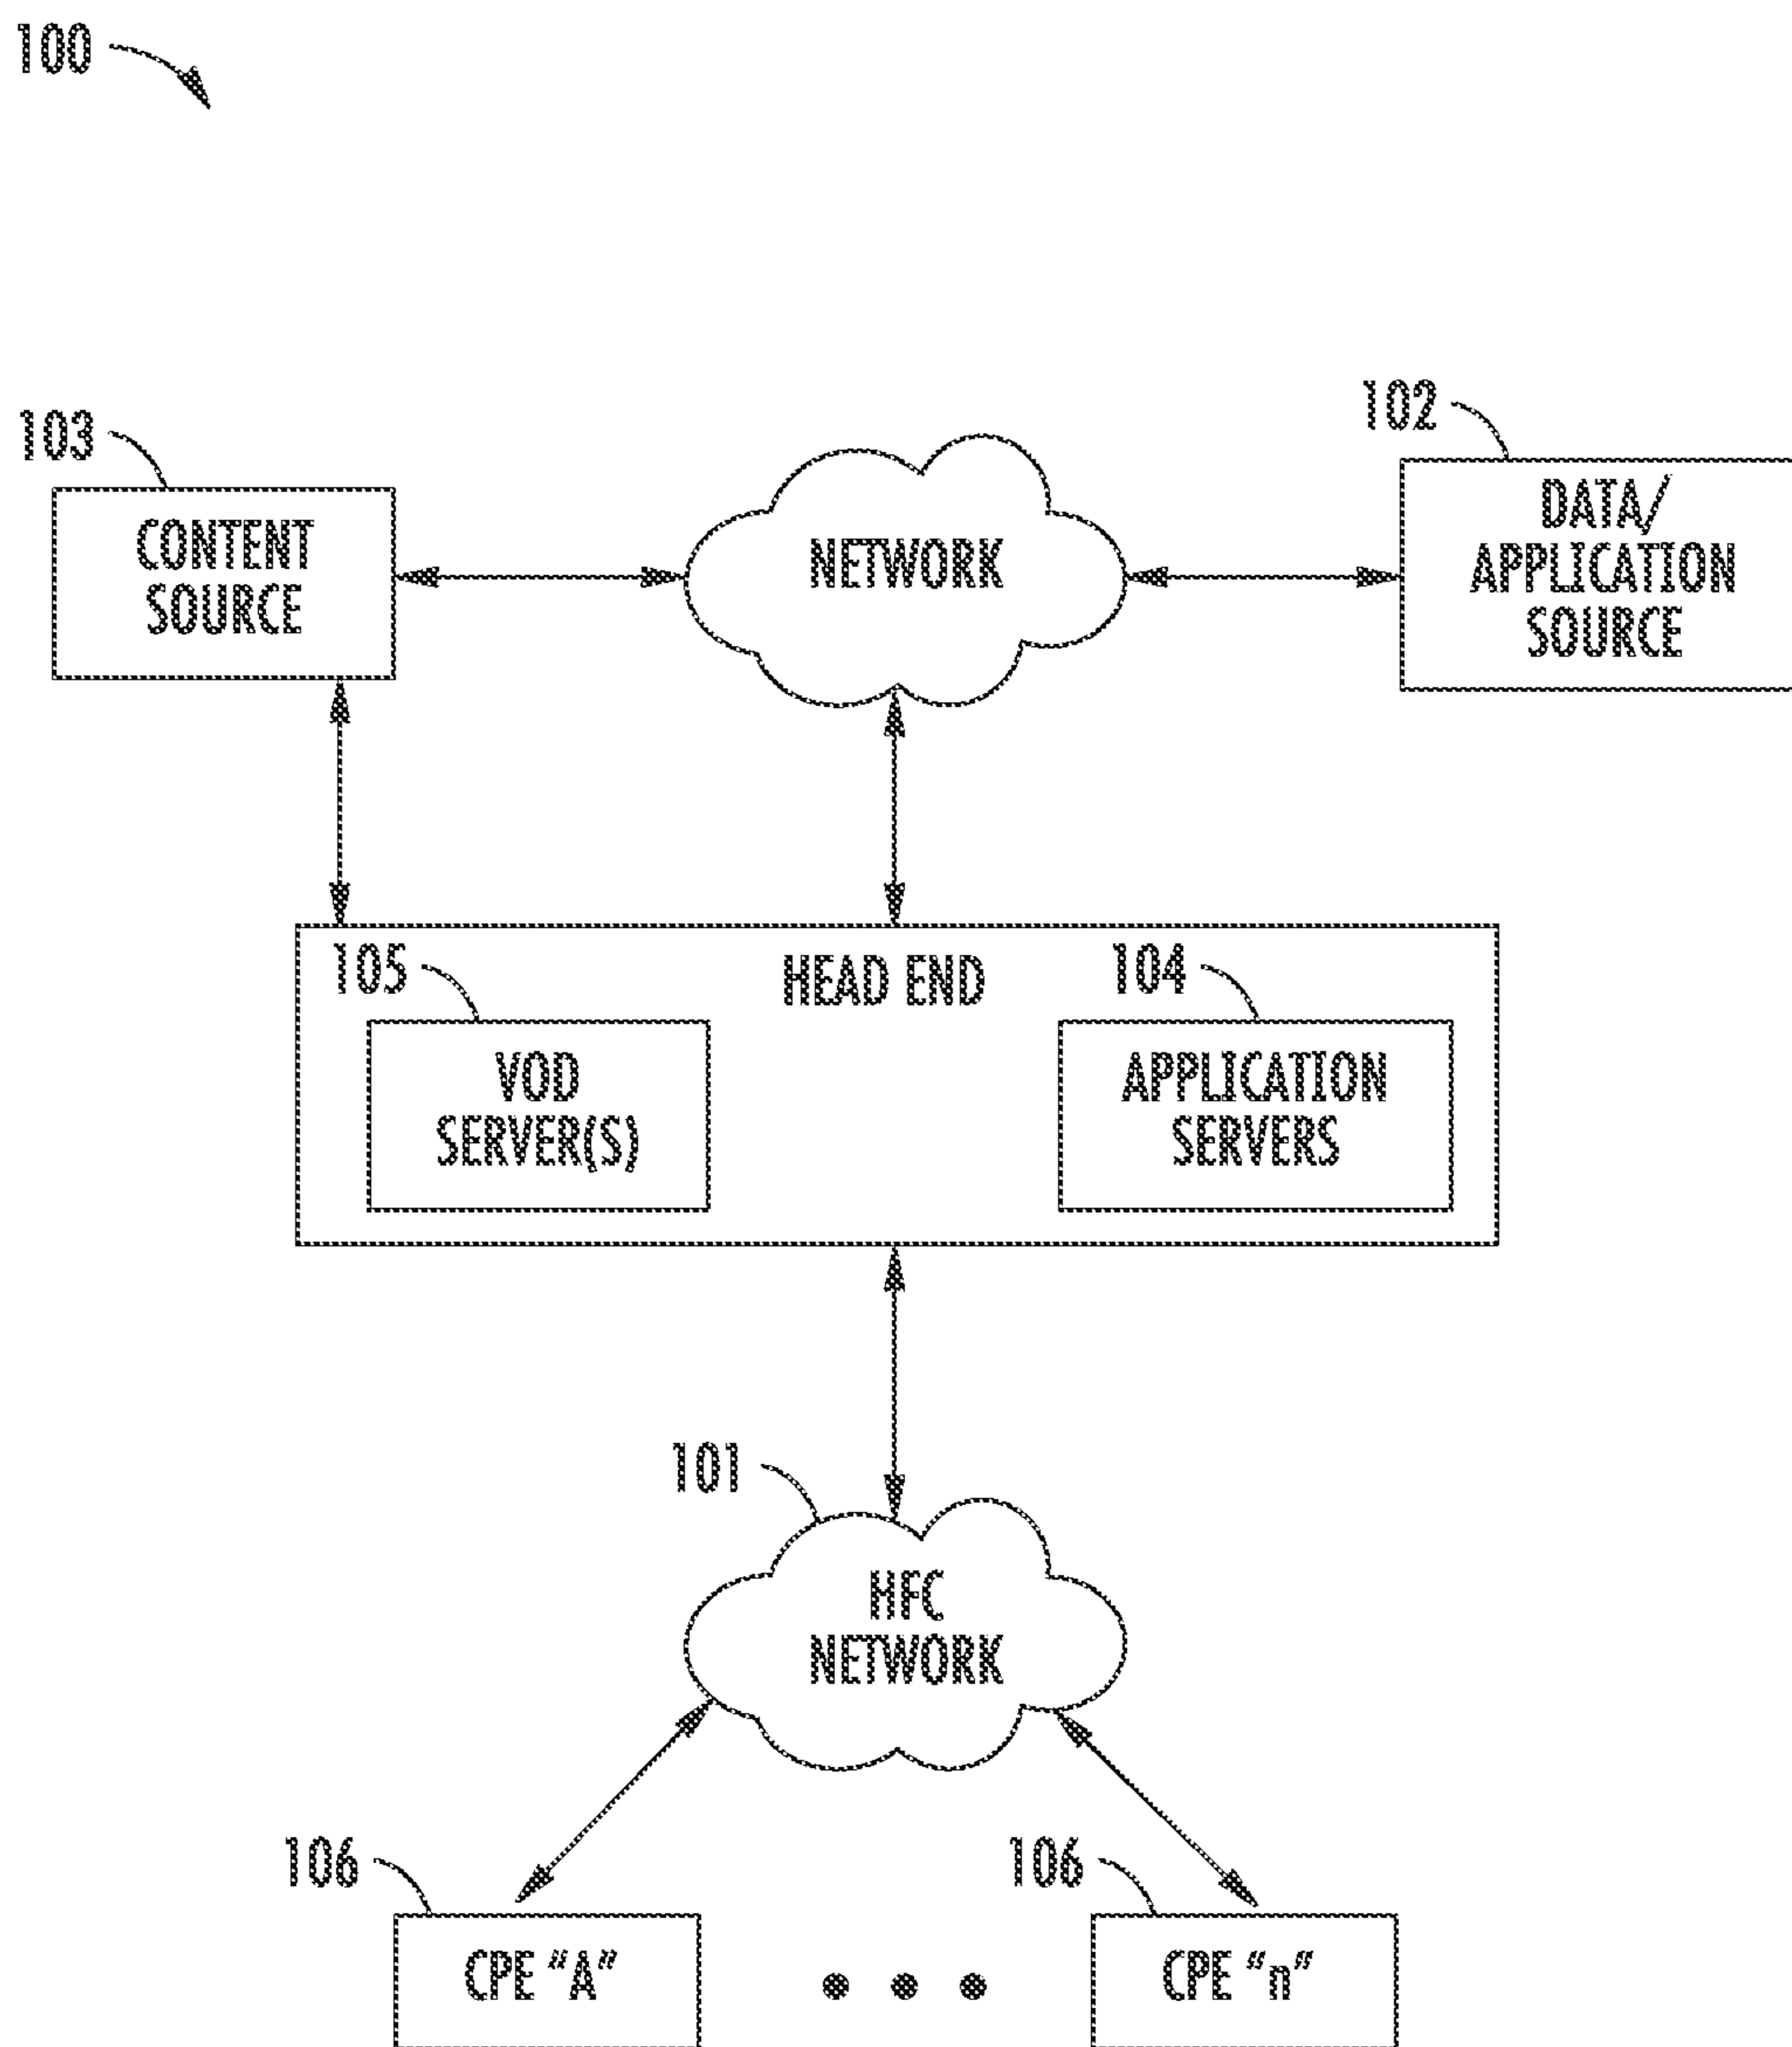 100
103
102
CONTENT
SOURCE
NETWORK
DATA/
APPLICATION
SOURCE
105
HEAD END
104
VOD
SERVER(S)
APPLICATION
SERVERS
101
HFC
NETWORK
106
106
CPE "A"
CPE "n"